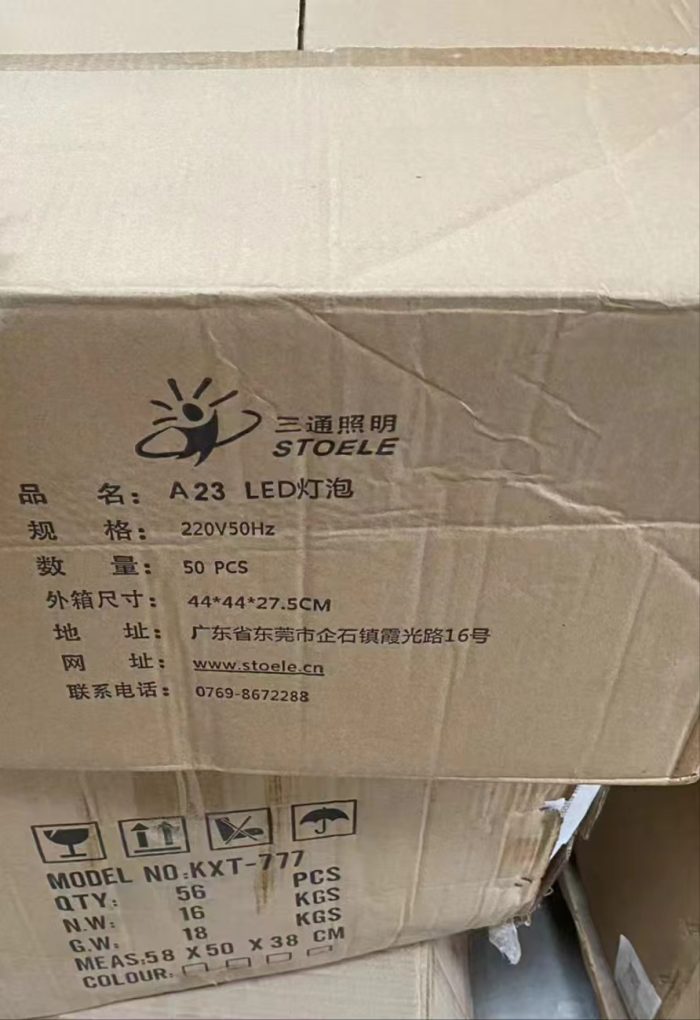 三通照明
STOELE
品 名: A23 LED灯泡
规 格: 220V50Hz
数 量: 50 PCS
外箱尺寸: 44*44*27.5CM
地 址: 广东省东莞市企石镇霞光路16号
网 址: www.stoele.cn
联系电话: 0769-8672288
MODEL NO.:KXT-777
QTY: 56 PCS
N.W: 16 KGS
G.W: 18 KGS
MEAS:58 X 50 X 38 CM
COLOUR: